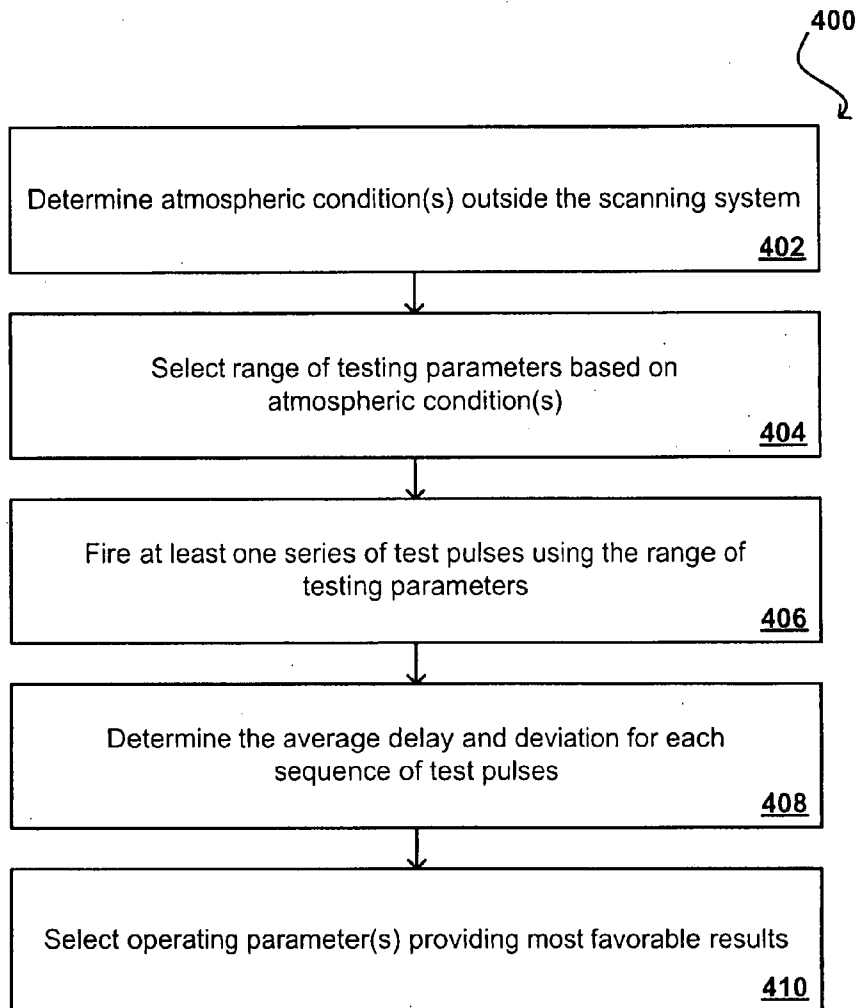 400
Determine atmospheric condition(s) outside the scanning system
402
Select range of testing parameters based on
atmospheric condition(s)
404
Fire at least one series of test pulses using the range of
testing parameters
406
Determine the average delay and deviation for each
sequence of test pulses
408
Select operating parameter(s) providing most favorable results
410